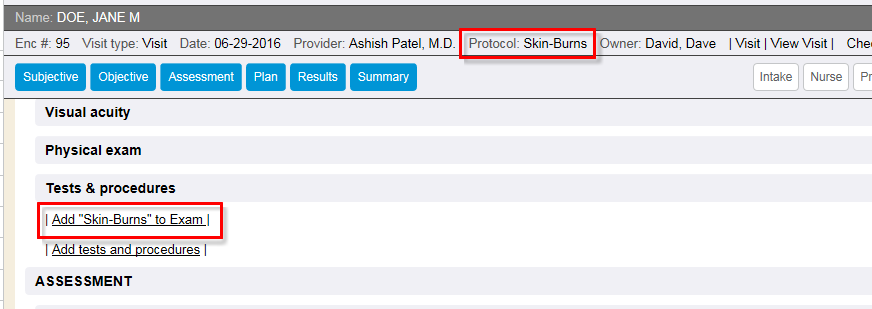 Name: DOE, JANE M
Enc #: 95 Visit type: Visit Date: 06-29-2016 Provider: Ashish Patel, M.D. Protocol: Skin-Burns Owner: David, Dave | Visit | View Visit | Chec
Subjective Objective Assessment Plan Results Summary Intake Nurse Pr
Visual acuity
Physical exam
Tests & procedures
| Add "Skin-Burns" to Exam |
| Add tests and procedures |
ASSESSMENT